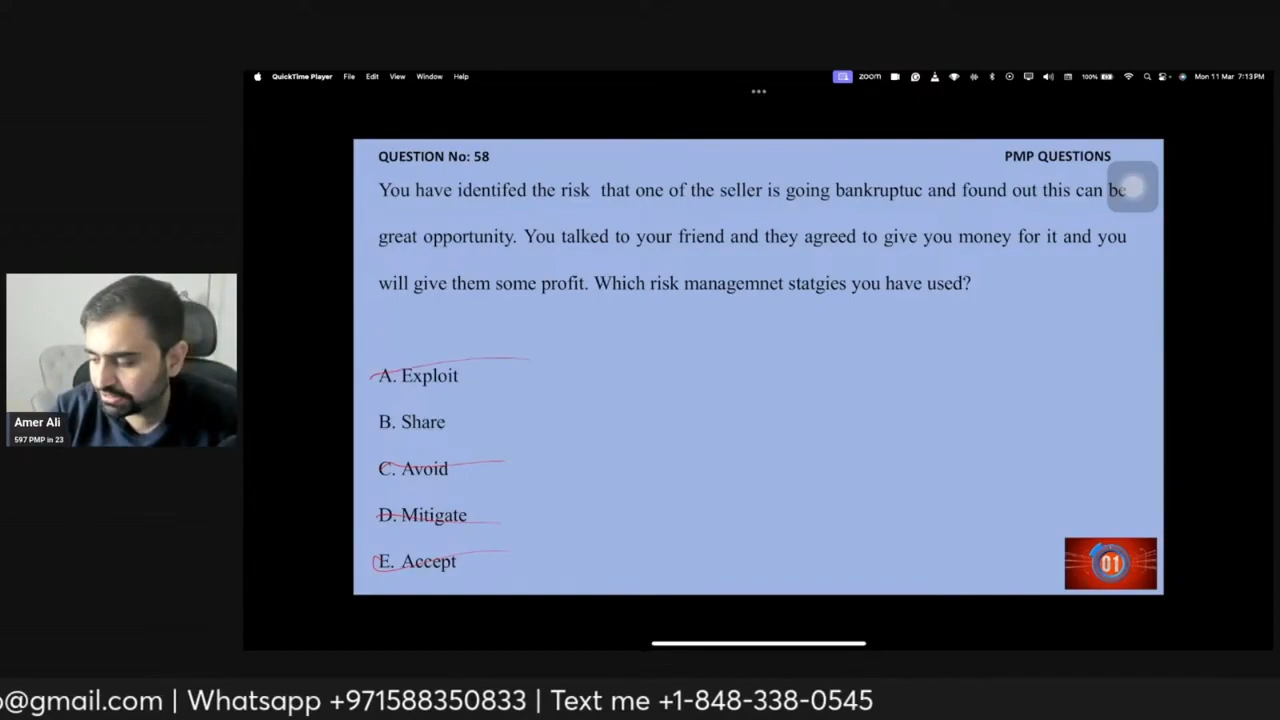 QuickTime Player File Edit View Window Help
zoom 100% Mon 11 Mar 7:13PM
QUESTION No: 58 PMP QUESTIONS
You have identifed the risk that one of the seller is going bankruptuc and found out this can be
great opportunity. You talked to your friend and they agreed to give you money for it and you
will give them some profit. Which risk managemnet statgies you have used?
A. Exploit
B. Share
C. Avoid
D. Mitigate
E. Accept
01
Amer Ali
597 PMP in 23
o@gmail.com | Whatsapp +971588350833 | Text me +1-848-338-0545